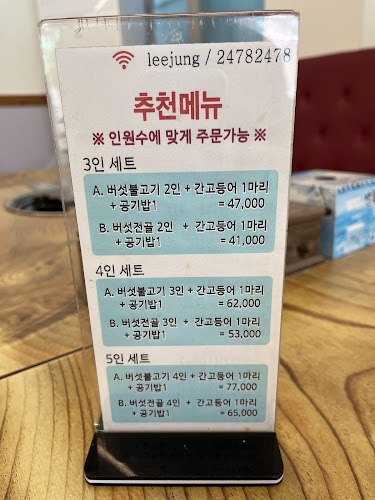 leejung / 24782478
추천메뉴
※ 인원수에 맞게 주문가능 ※
3인 세트
A. 버섯불고기 2인 + 간고등어 1마리
+ 공기밥1 = 47,000
B. 버섯전골 2인 + 간고등어 1마리
+ 공기밥1 = 41,000
4인 세트
A. 버섯불고기 3인 + 간고등어 1마리
+ 공기밥1 = 62,000
B. 버섯전골 3인 + 간고등어 1마리
+ 공기밥1 = 53,000
5인 세트
A. 버섯불고기 4인 + 간고등어 1마리
+ 공기밥1 = 77,000
B. 버섯전골 4인 + 간고등어 1마리
+ 공기밥1 = 65,000